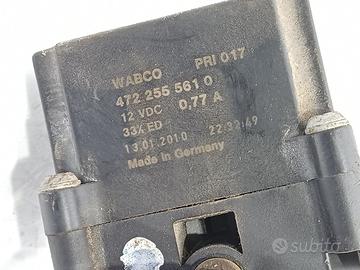 WABCO PRI 017
472 255 561 0
12 VDC 0,77 A
33% ED
13.01.2010 22:32:49
Made in Germany
subito